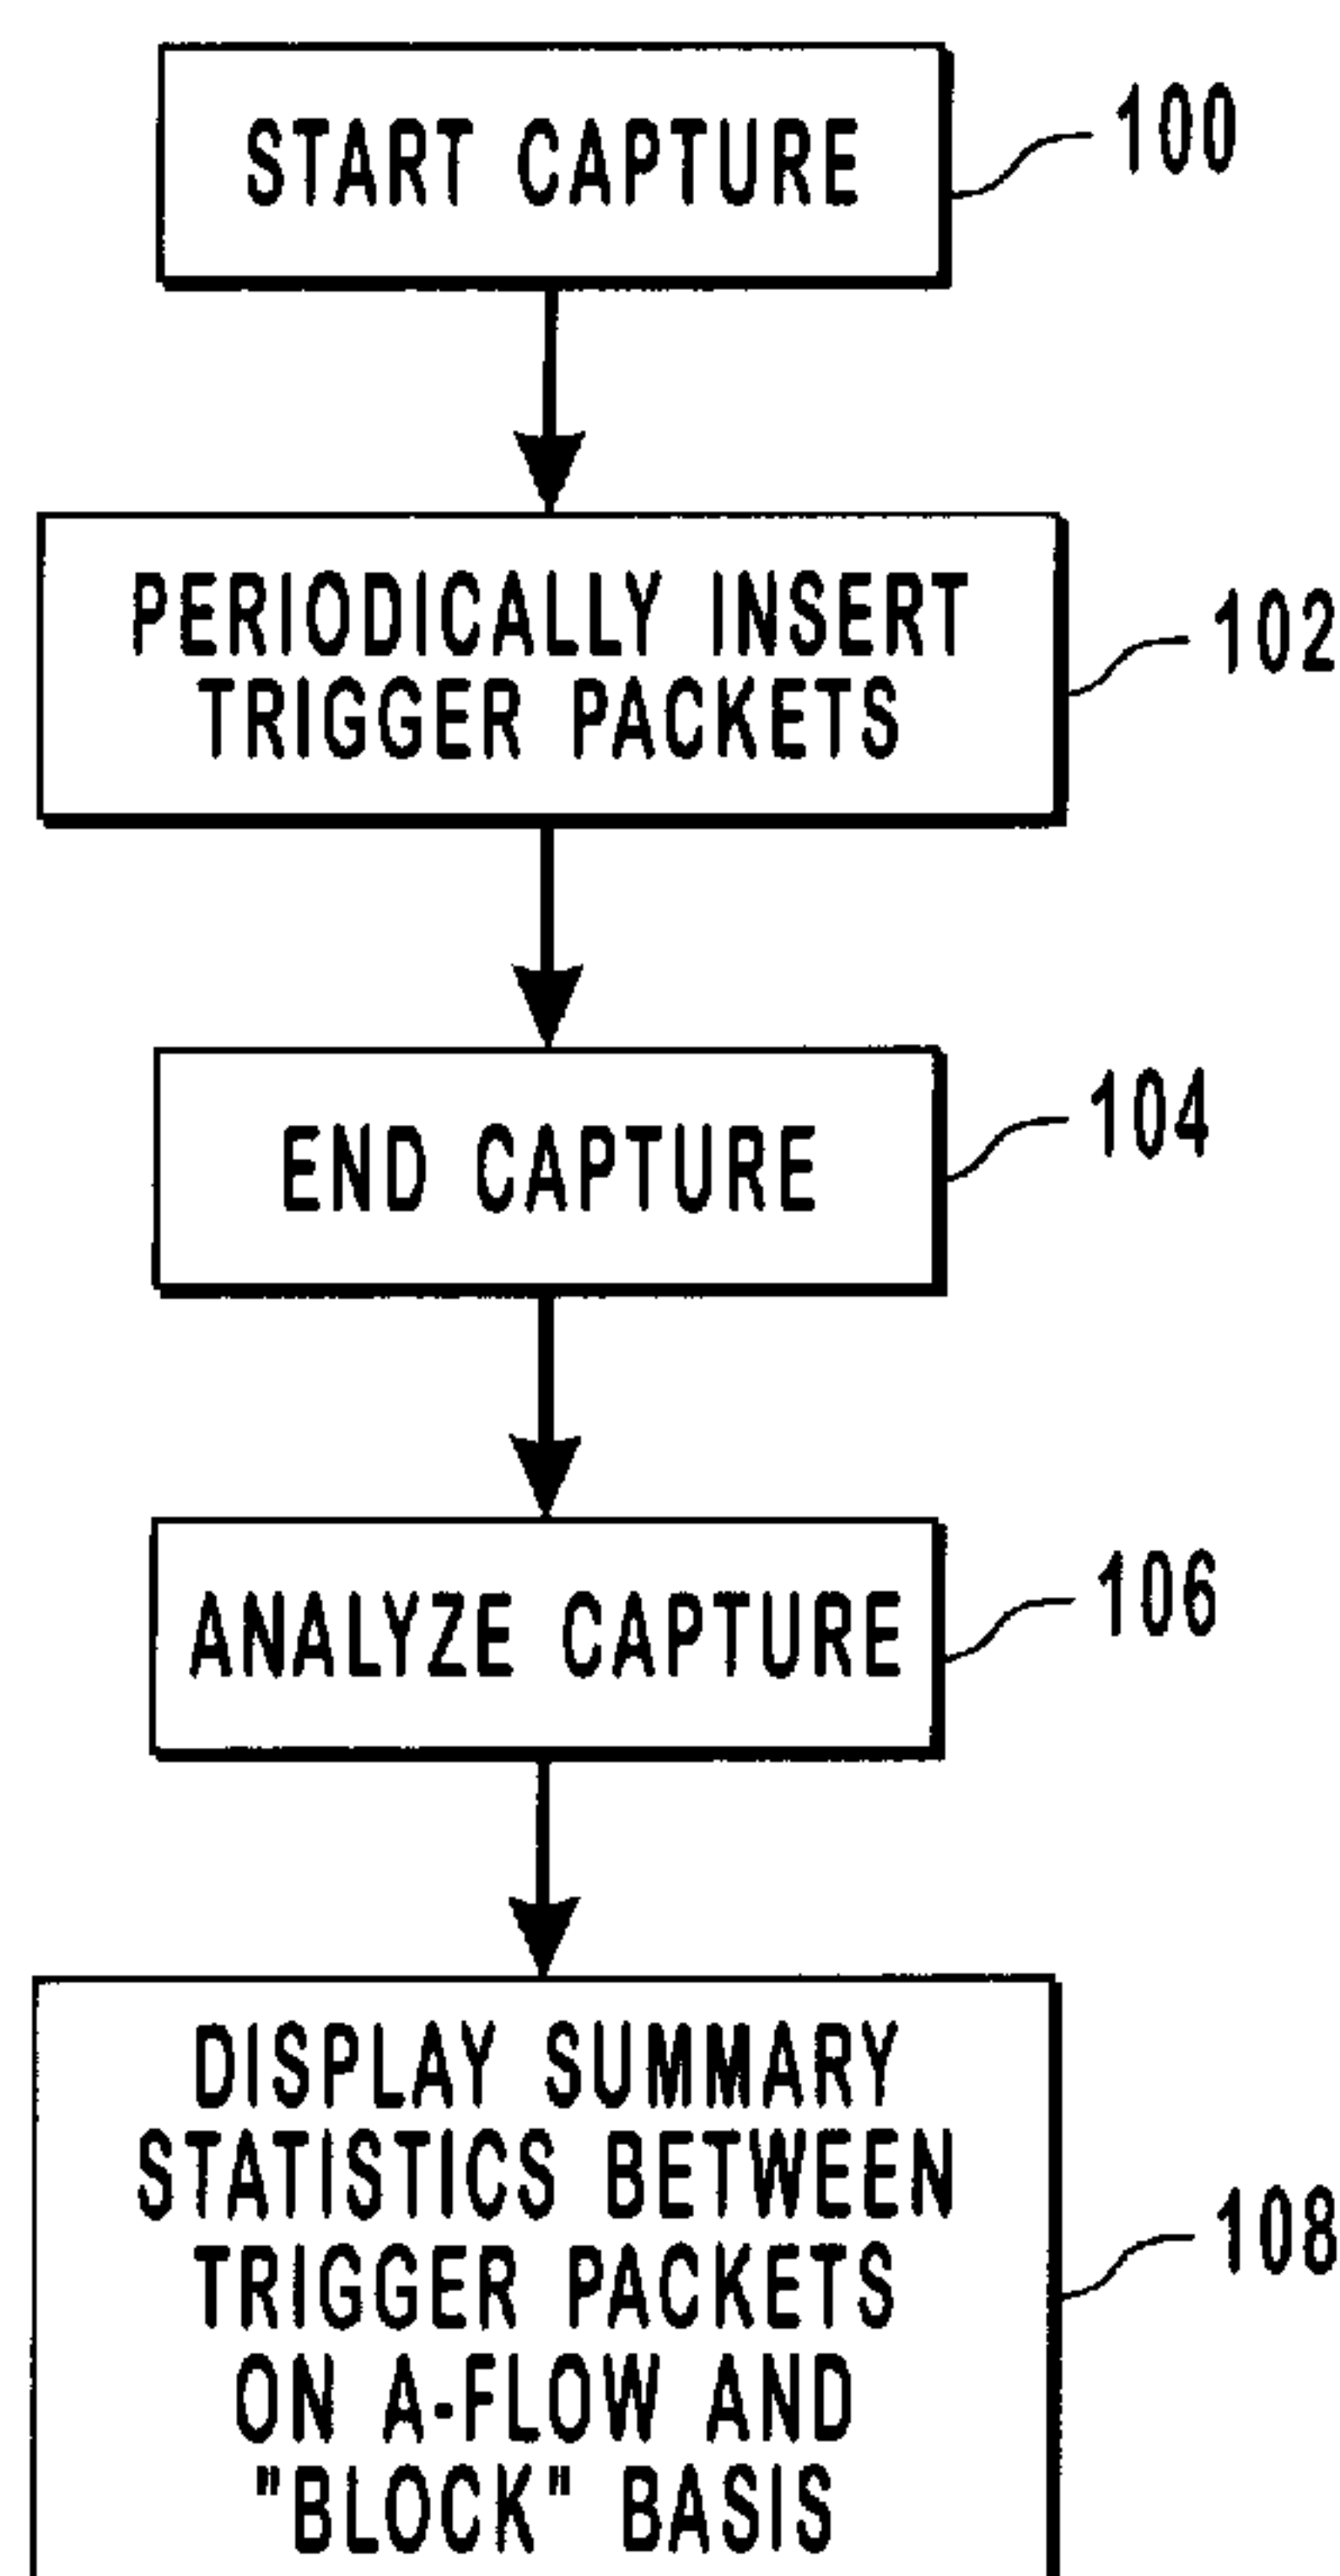 START CAPTURE
100
PERIODICALLY INSERT
TRIGGER PACKETS
102
END CAPTURE
104
ANALYZE CAPTURE
106
DISPLAY SUMMARY
STATISTICS BETWEEN
TRIGGER PACKETS
ON A-FLOW AND
"BLOCK" BASIS
108